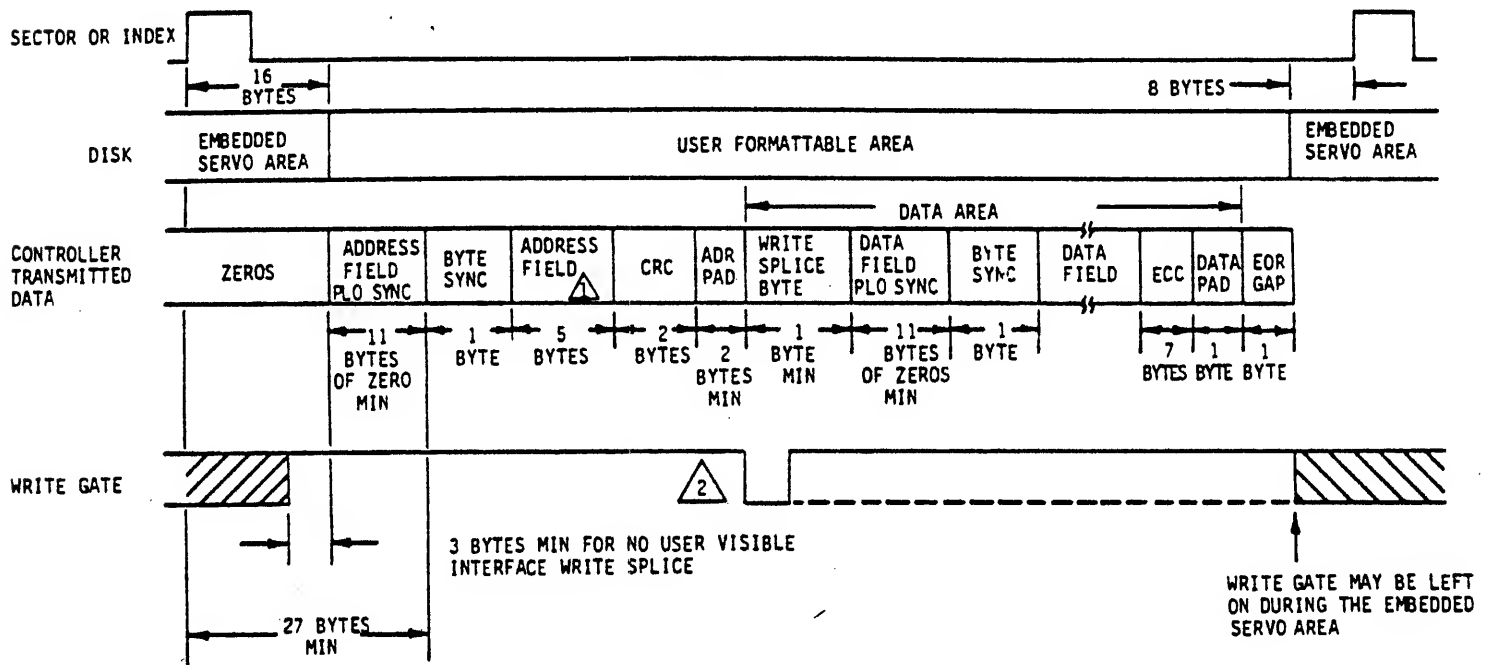 SECTOR OR INDEX
16
BYTES
8 BYTES
DISK
EMBEDDED
SERVO AREA
USER FORMATTABLE AREA
EMBEDDED
SERVO AREA
DATA AREA
CONTROLLER
TRANSMITTED
DATA
ZEROS
ADDRESS
FIELD
PLO SYNC
BYTE
SYNC
ADDRESS
FIELD
1
CRC
ADR
PAD
WRITE
SPLICE
BYTE
DATA
FIELD
PLO SYNC
BYTE
SYNC
DATA
FIELD
ECC
DATA
PAD
EOR
GAP
11
BYTES
OF ZERO
MIN
1
BYTE
5
BYTES
2
BYTES
2
BYTES
MIN
1
BYTE
MIN
11
BYTES
OF ZEROS
MIN
1
BYTE
7
BYTES
1
BYTE
1
BYTE
WRITE GATE
2
3 BYTES MIN FOR NO USER VISIBLE
INTERFACE WRITE SPLICE
27 BYTES
MIN
WRITE GATE MAY BE LEFT
ON DURING THE EMBEDDED
SERVO AREA